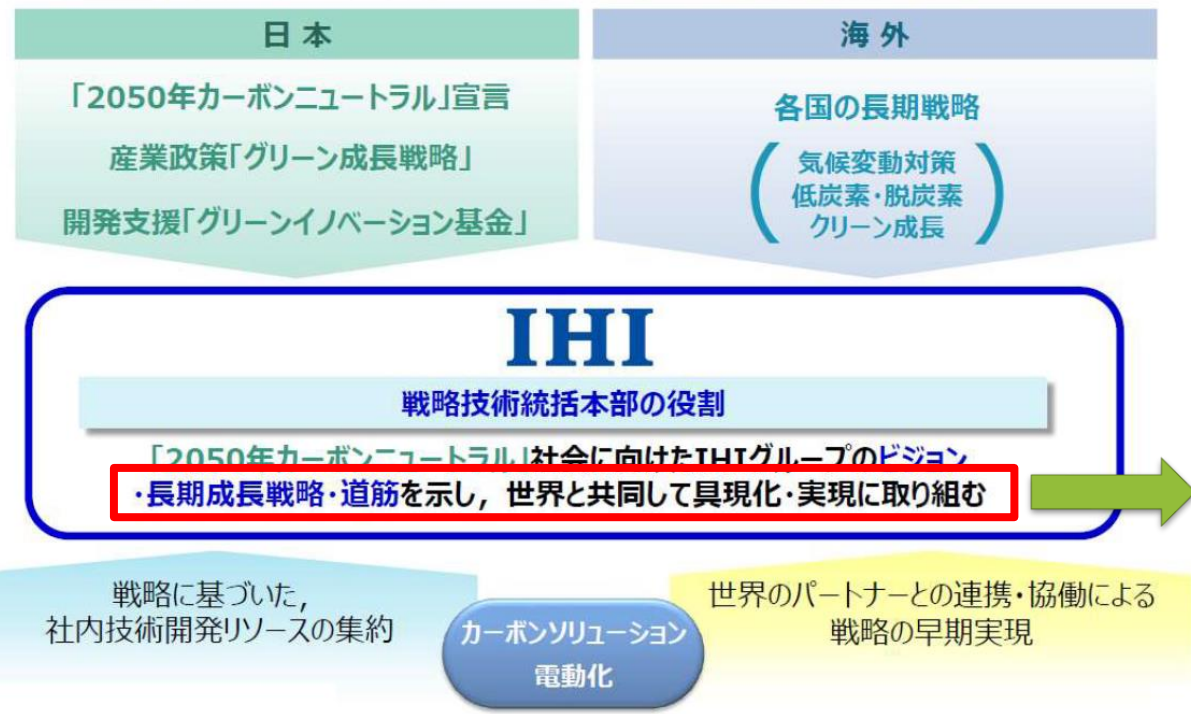 日本
「2050年カーボンニュートラル」宣言
産業政策「グリーン成長戦略」
開発支援「グリーンイノベーション基金」
海外
各国の長期戦略
気候変動対策
低炭素・脱炭素
クリーン成長
IHI
戦略技術統括本部の役割
「2050年カーボンニュートラル」社会に向けたIHIグループのビジョン
・長期成長戦略・道筋を示し，世界と共同して具現化・実現に取り組む
戦略に基づいた，
社内技術開発リソースの集約
カーボンソリューション
電動化
世界のパートナーとの連携・協働による
戦略の早期実現